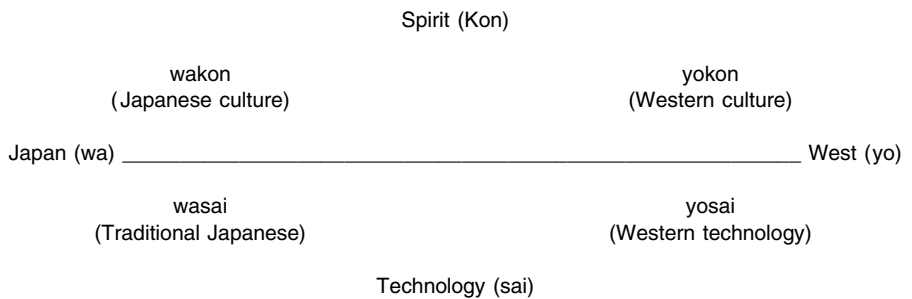 Spirit (Kon)
wakon yokon
(Japanese culture) (Western culture)
Japan (wa) ____________________________________________________________ West (yo)
wasai yosai
(Traditional Japanese) (Western technology)
Technology (sai)